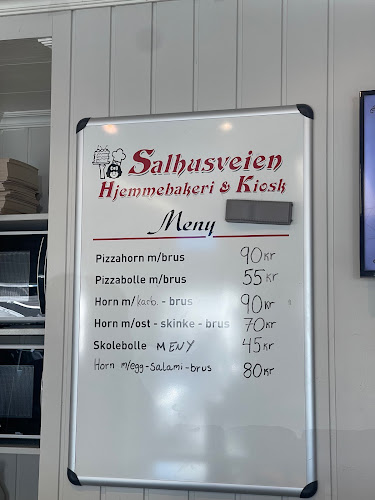 Salhusveien
Hjemmebakeri & Kiosk
Meny
Pizzahorn m/brus 90kr
Pizzabolle m/brus 55kr
Horn m/karb. - brus 90kr
Horn m/ost - skinke - brus 70kr
Skolebolle MENY 45kr
Horn m/egg-Salami-brus 80kr